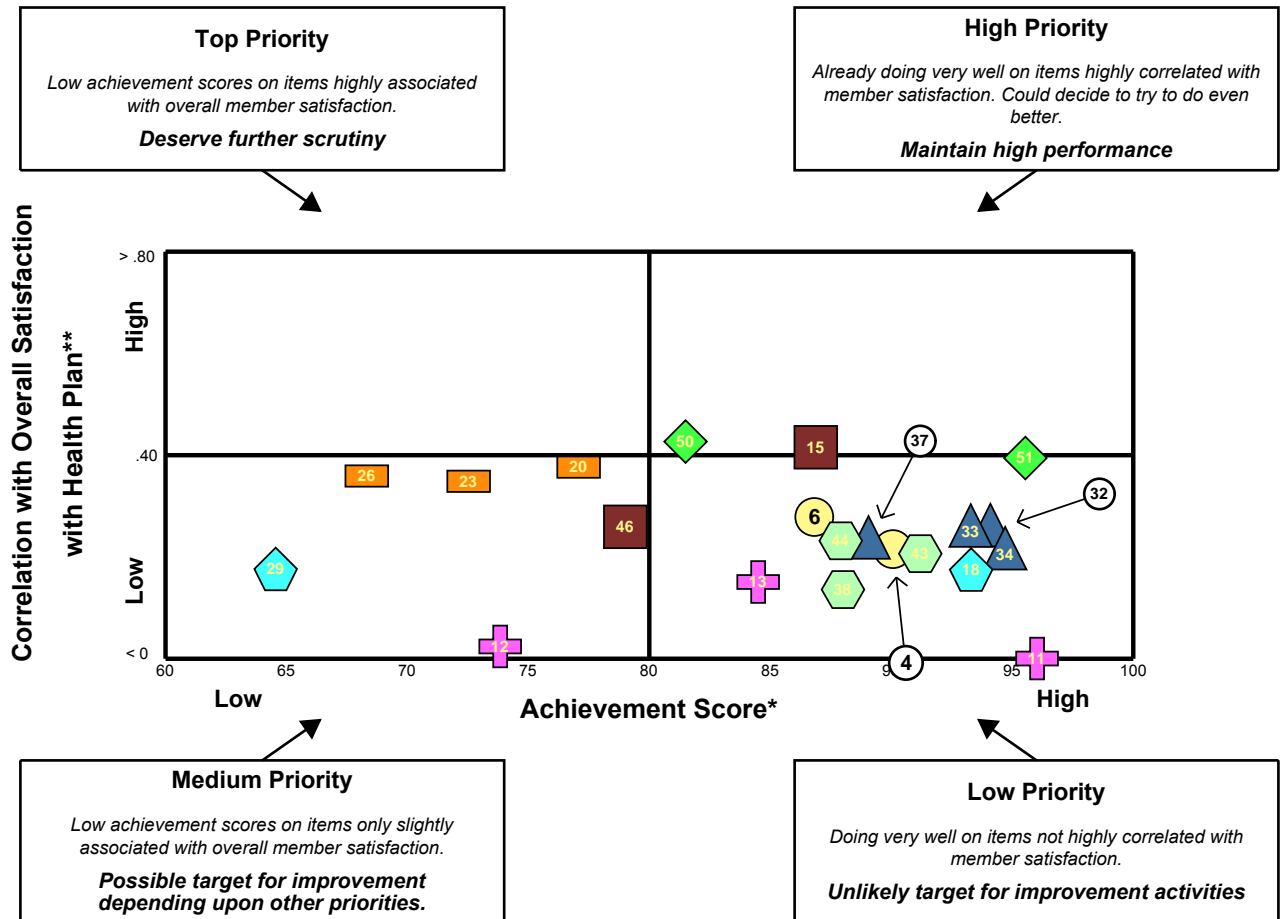 Top Priority
Low achievement scores on items highly associated
with overall member satisfaction.
Deserve further scrutiny
High Priority
Already doing very well on items highly correlated with
member satisfaction. Could decide to try to do even
better.
Maintain high performance
Correlation with Overall Satisfaction
with Health Plan**
> .80
High
.40
Low
< 0
50
15
37
51
26
23
20
32
46
6
44
43
33
34
29
13
38
18
12
4
11
60
65
70
75
80
85
90
95
100
Low
Achievement Score*
High
Medium Priority
Low achievement scores on items only slightly
associated with overall member satisfaction.
Possible target for improvement
depending upon other priorities.
Low Priority
Doing very well on items not highly correlated with
member satisfaction.
Unlikely target for improvement activities